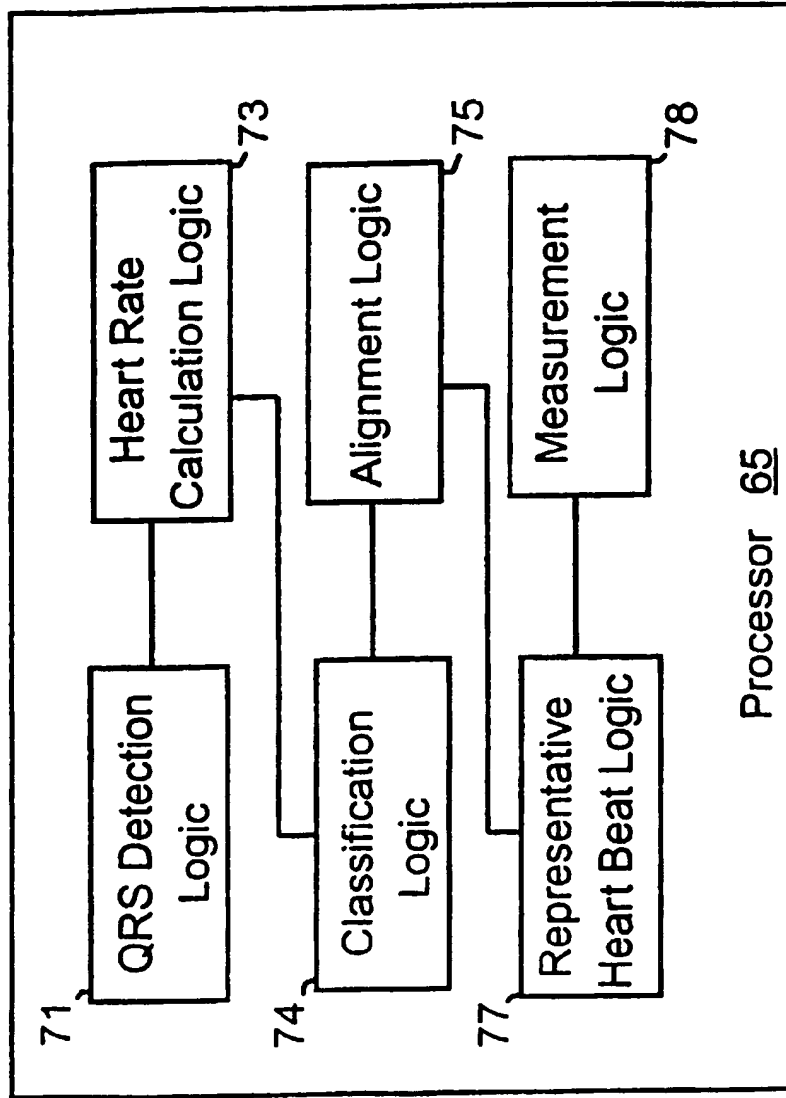 71
QRS Detection
Logic
Heart Rate
Calculation Logic
73
74
Classification
Logic
Alignment Logic
75
77
Representative
Heart Beat Logic
Measurement
Logic
78
Processor 65